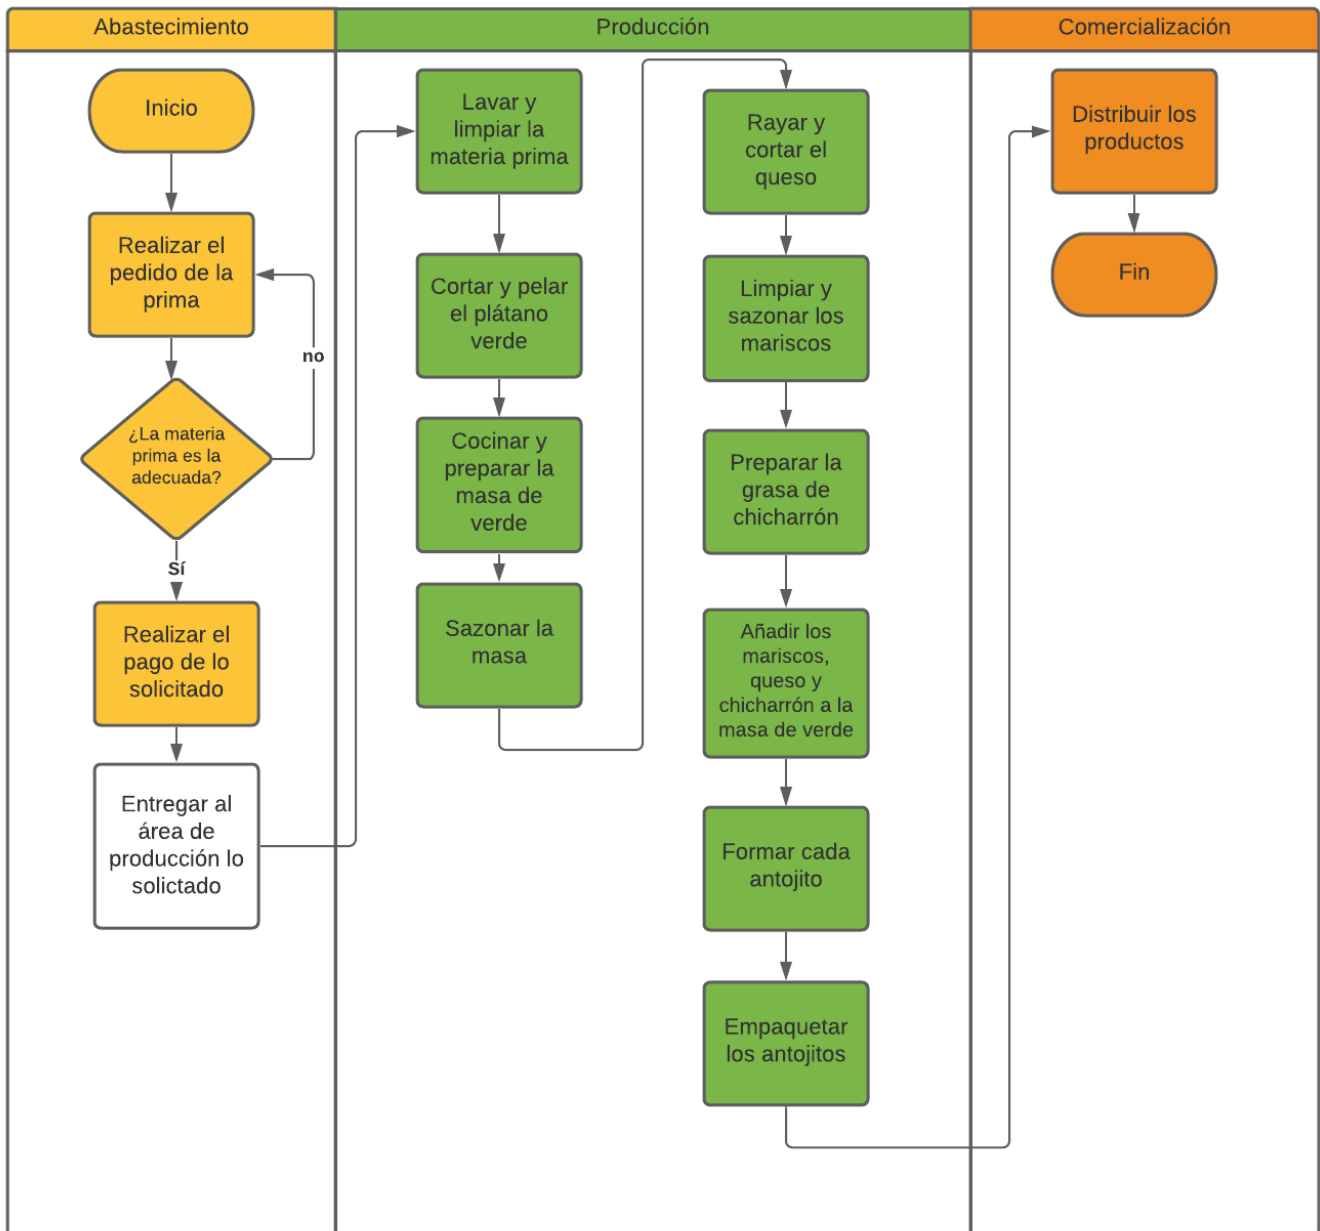 Abastecimiento
Producción
Comercialización
Inicio
Realizar el
pedido de la
prima
no
¿La materia
prima es la
adecuada?
Sí
Realizar el
pago de lo
solicitado
Entregar al
área de
producción lo
solictado
Lavar y
limpiar la
materia prima
Cortar y pelar
el plátano
verde
Cocinar y
preparar la
masa de
verde
Sazonar la
masa
Rayar y
cortar el
queso
Limpiar y
sazonar los
mariscos
Preparar la
grasa de
chicharrón
Añadir los
mariscos,
queso y
chicharrón a la
masa de verde
Formar cada
antojito
Empaquetar
los antojitos
Distribuir los
productos
Fin